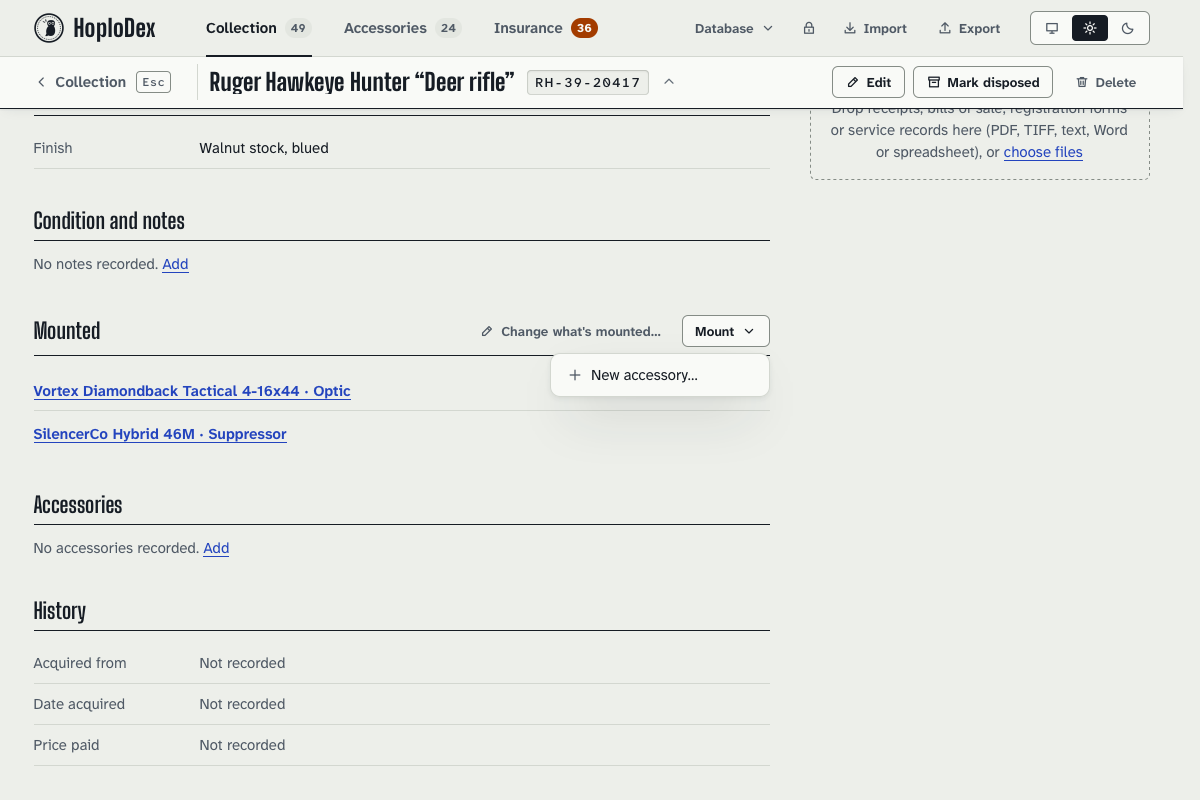 HoploDex
Collection 49
Accessories 24
Insurance 36
Database
Import
Export
Collection Esc
Ruger Hawkeye Hunter “Deer rifle”
RH-39-20417
Edit
Mark disposed
Delete
Drop receipts, bills of sale, registration forms
or service records here (PDF, TIFF, text, Word
or spreadsheet), or choose files
Finish Walnut stock, blued
Condition and notes
No notes recorded. Add
Mounted
Change what's mounted...
Mount
New accessory...
Vortex Diamondback Tactical 4-16x44 · Optic
SilencerCo Hybrid 46M · Suppressor
Accessories
No accessories recorded. Add
History
Acquired from Not recorded
Date acquired Not recorded
Price paid Not recorded